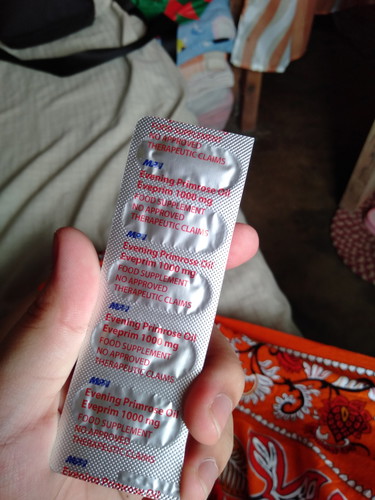 NO APPROVED
THERAPEUTIC CLAIMS
Evening Primrose Oil
Eveprim 1000 mg
FOOD SUPPLEMENT
NO APPROVED
THERAPEUTIC CLAIMS
Evening Primrose Oil
Eveprim 1000 mg
FOOD SUPPLEMENT
NO APPROVED
THERAPEUTIC CLAIMS
Evening Primrose Oil
Eveprim 1000 mg
FOOD SUPPLEMENT
NO APPROVED
THERAPEUTIC CLAIMS
Evening Primrose Oil
Eveprim 1000 mg
FOOD SUPPLEMENT
NO APPROVED
THERAPEUTIC CLAIMS